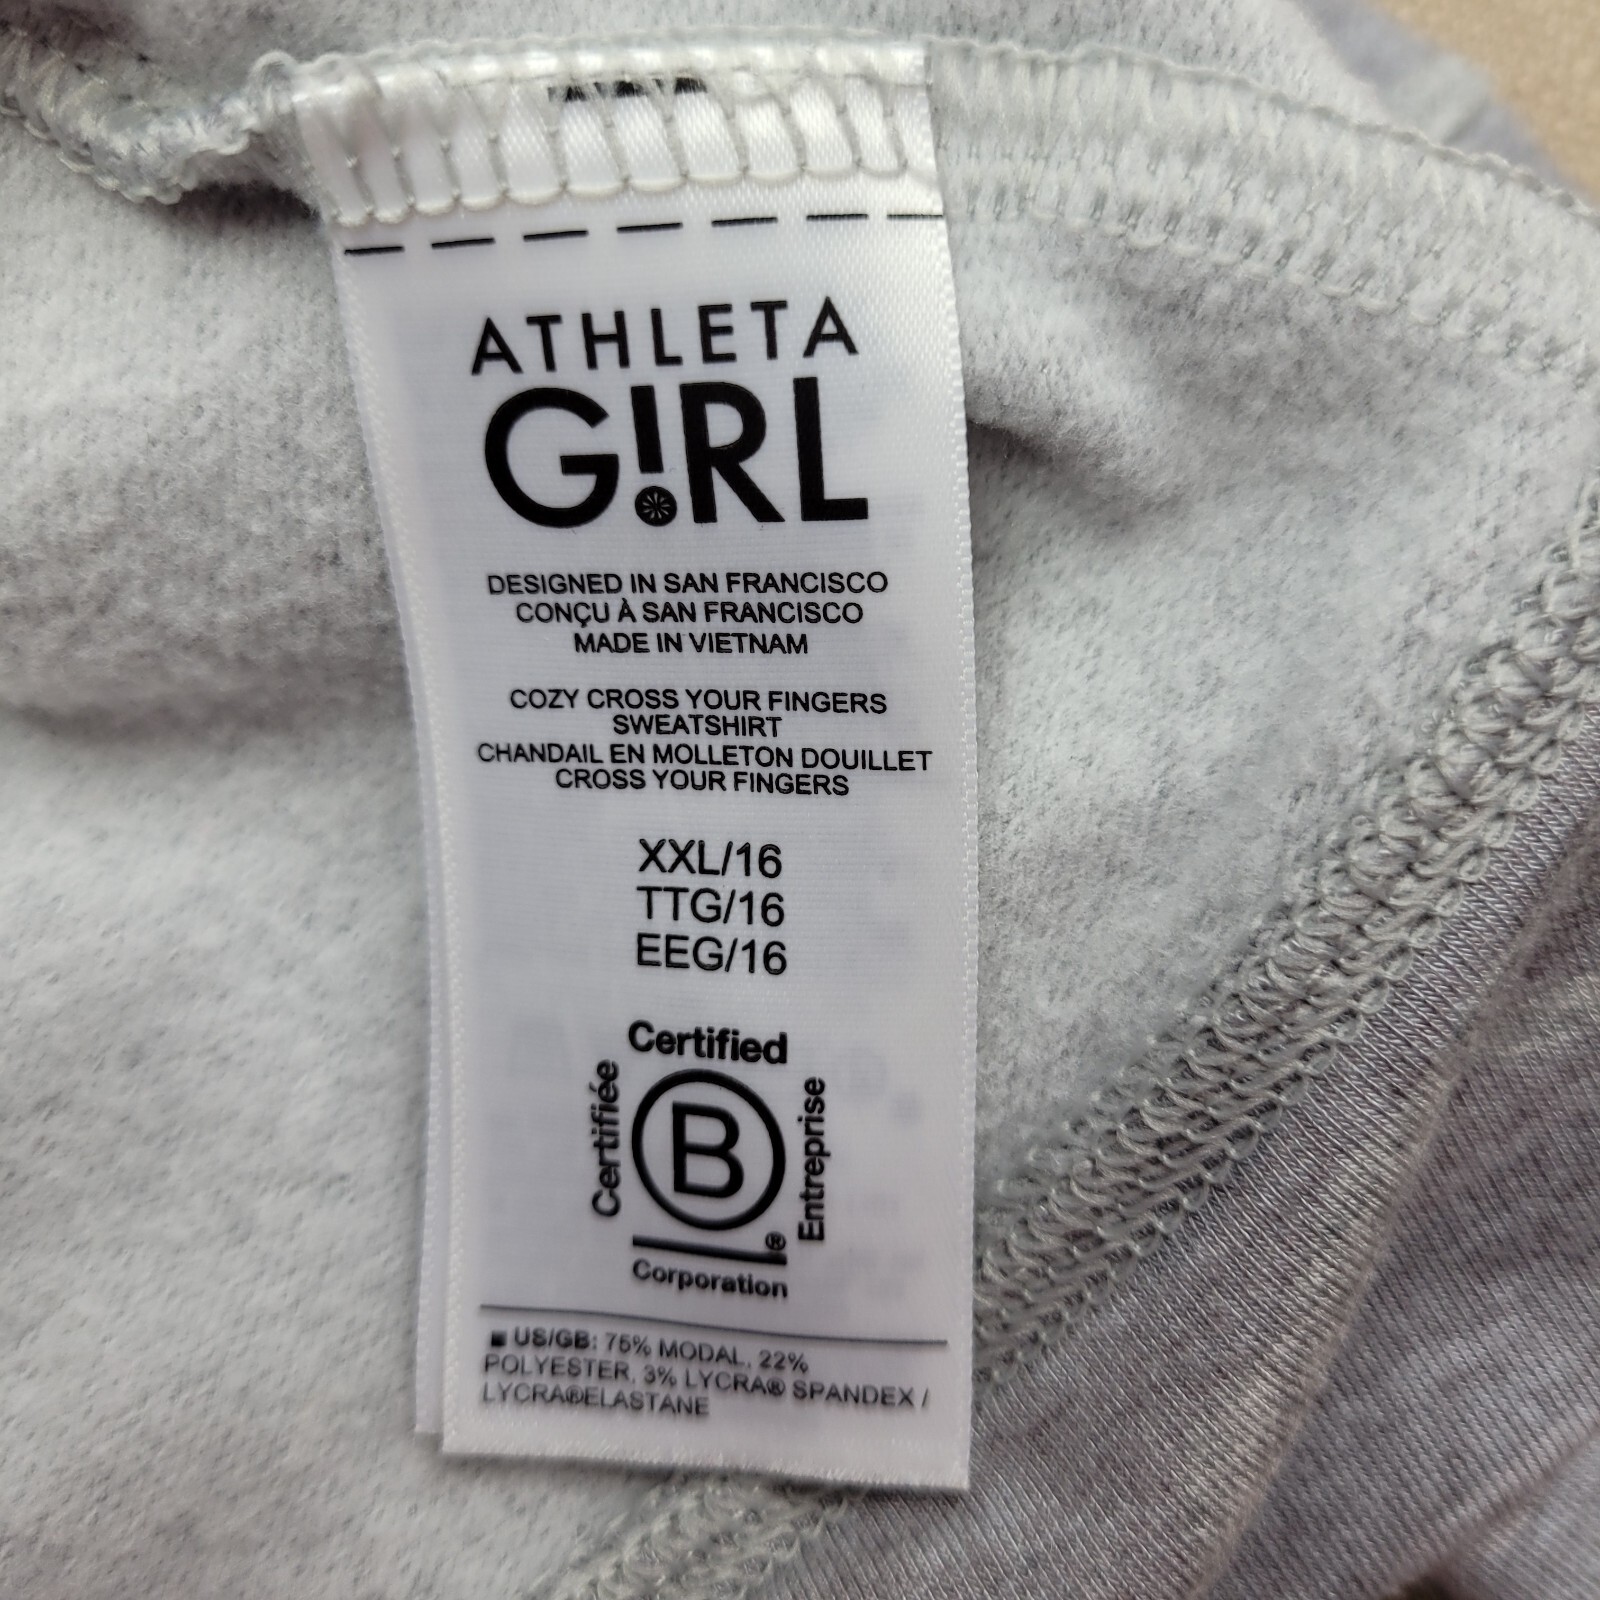 ATHLETA
G!RL
DESIGNED IN SAN FRANCISCO
CONÇU À SAN FRANCISCO
MADE IN VIETNAM
COZY CROSS YOUR FINGERS
SWEATSHIRT
CHANDAIL EN MOLLETON DOUILLET
CROSS YOUR FINGERS
XXL/16
TTG/16
EEG/16
Certified
Certifiée
B
Entreprise
®
Corporation
■ US/GB: 75% MODAL, 22%
POLYESTER, 3% LYCRA® SPANDEX /
LYCRA®ELASTANE